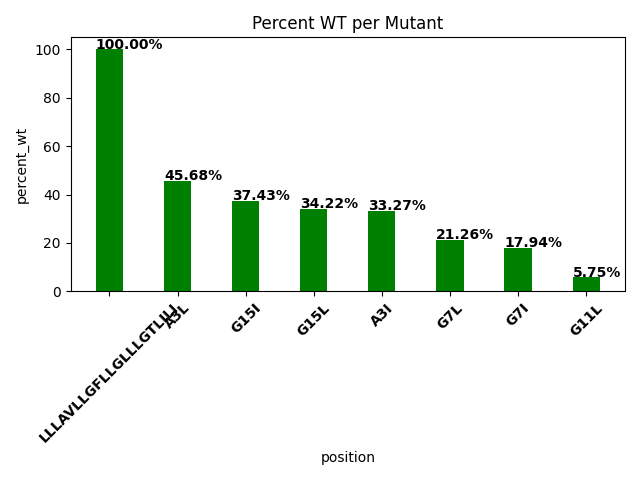 Percent WT per Mutant
percent_wt
100
80
60
40
20
0
100.00%
45.68%
37.43%
34.22%
33.27%
21.26%
17.94%
5.75%
A3L
G15I
G15L
A3I
G7L
G7I
G11L
position